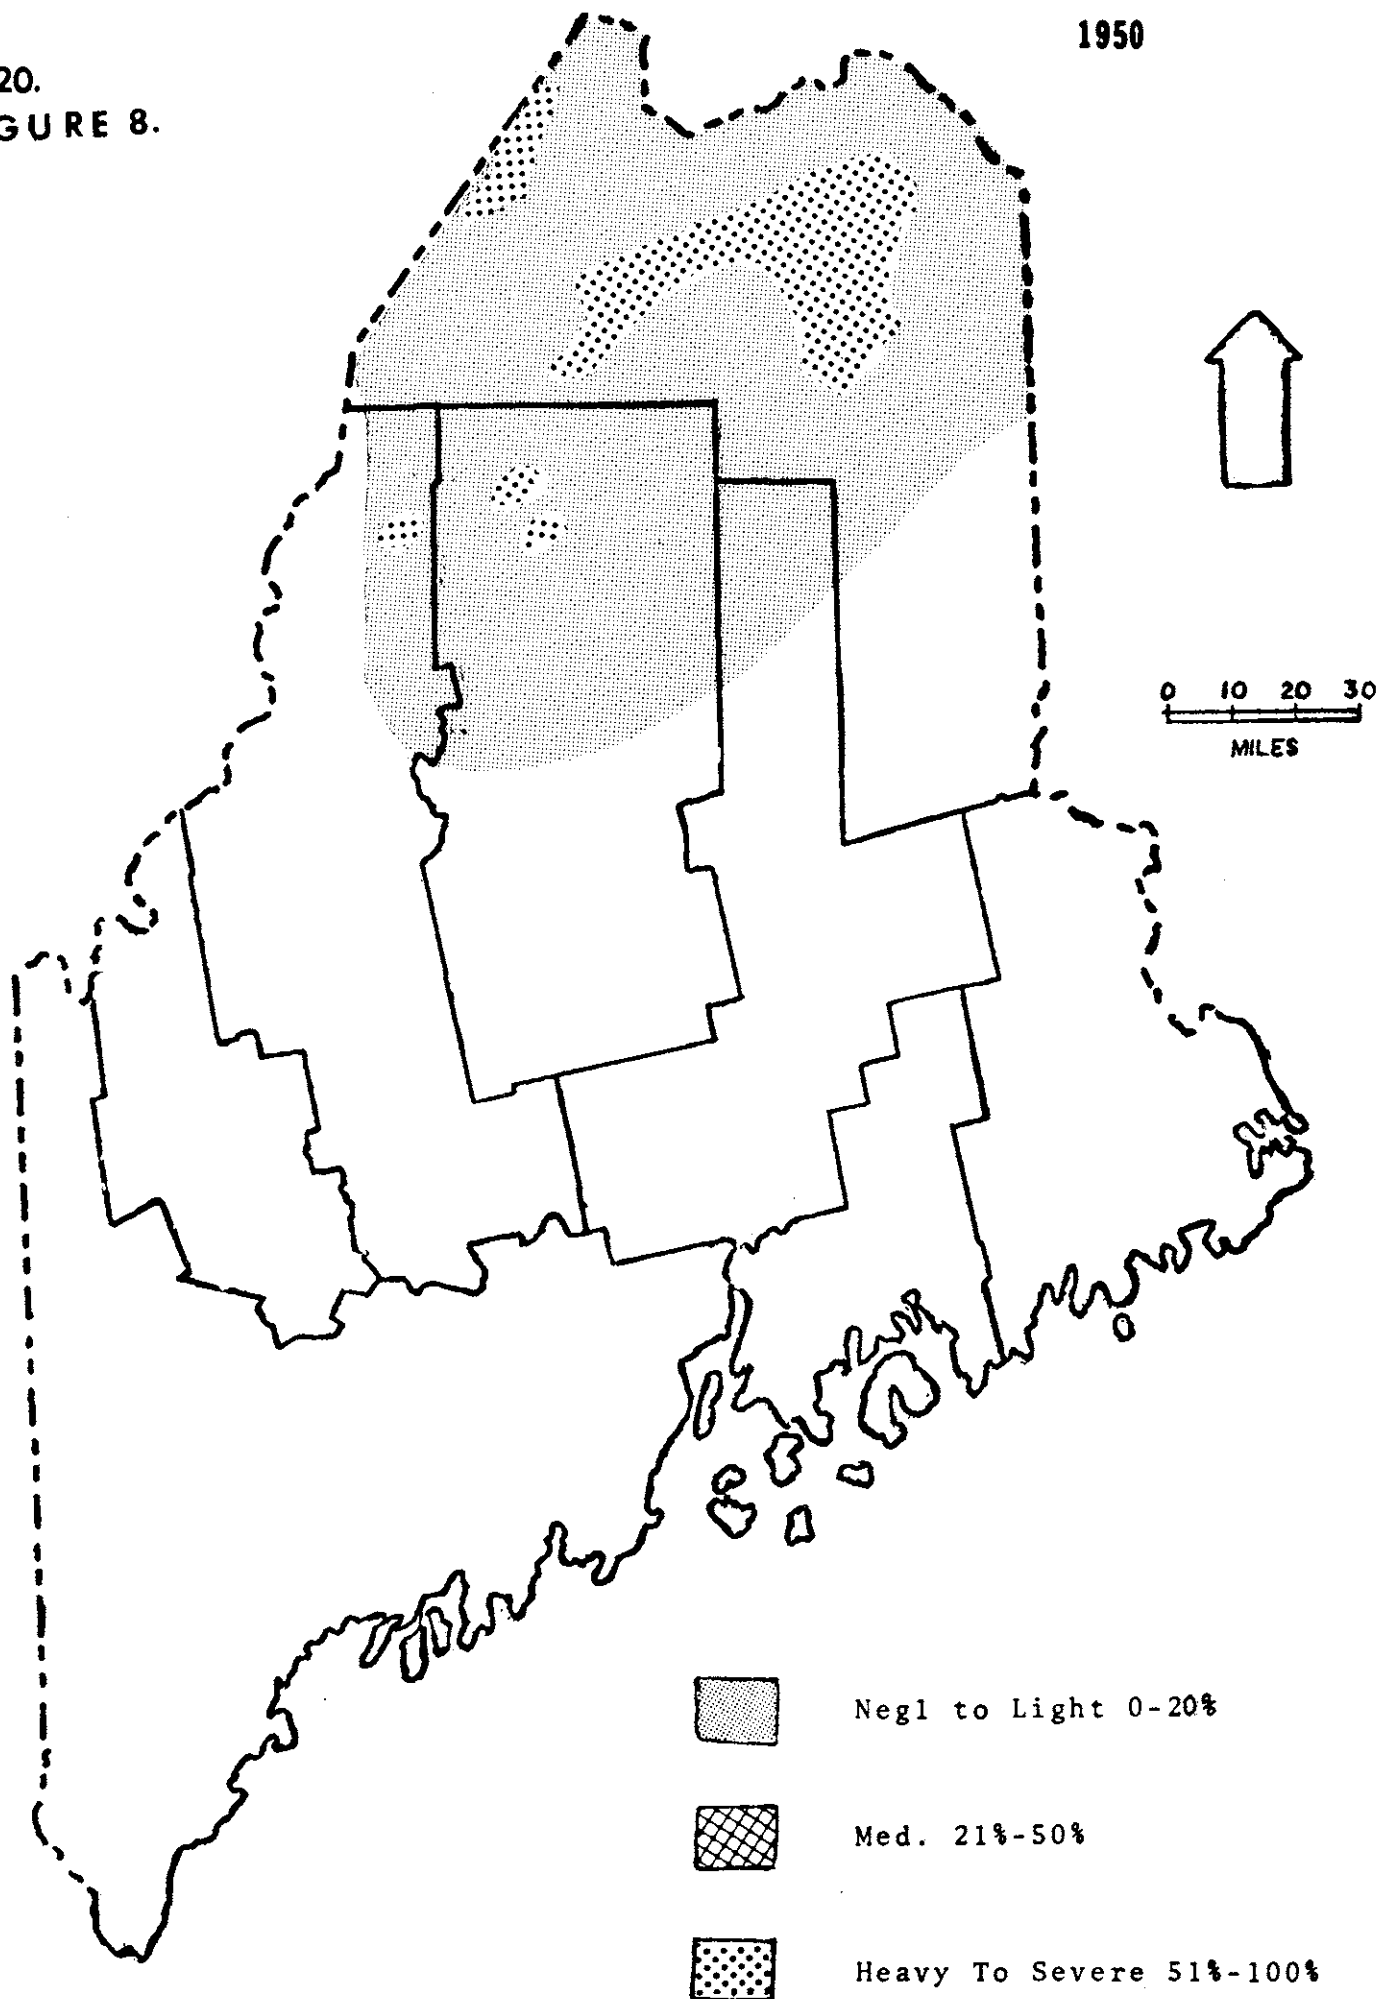 1950
20.
GURE 8.
0 10 20 30
MILES
Negl to Light 0-20%
Med. 21%-50%
Heavy To Severe 51%-100%